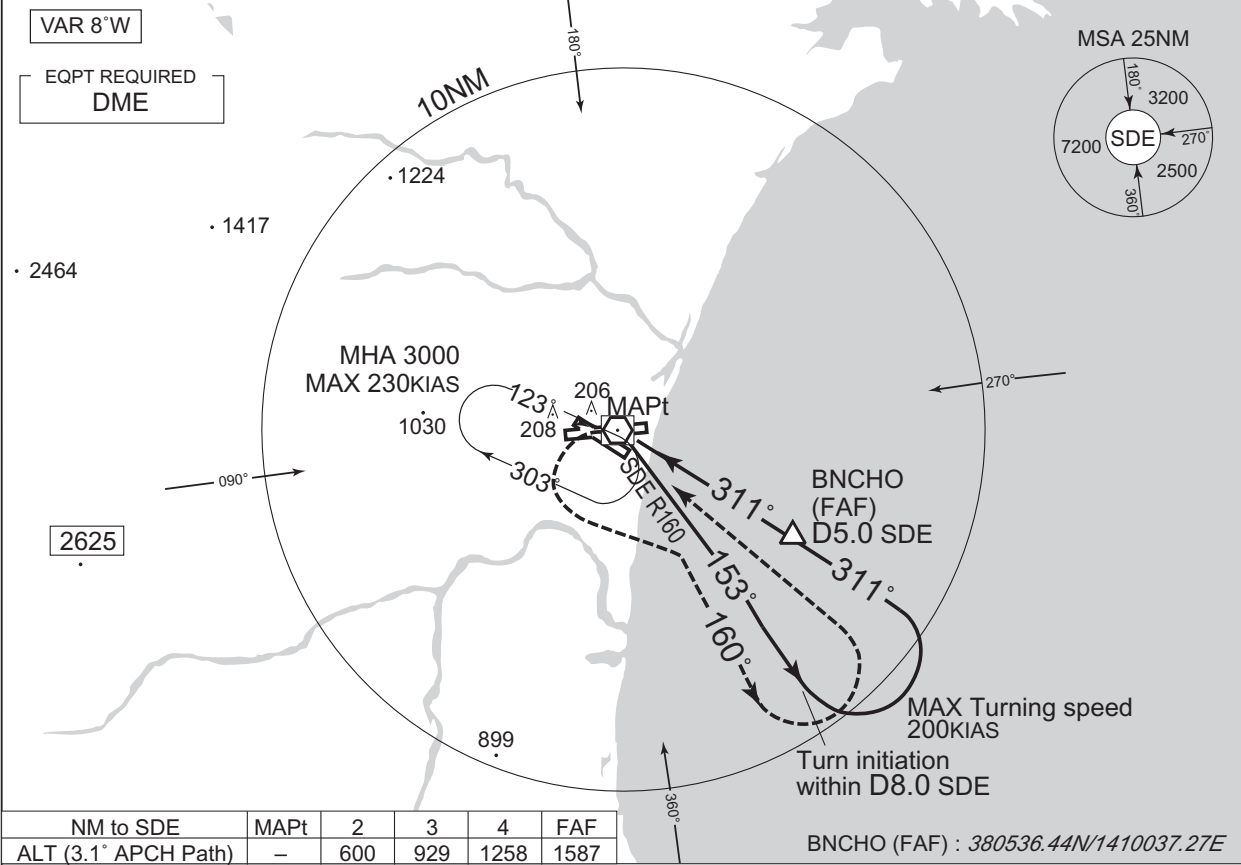 VAR 8°W
EQPT REQUIRED
DME
180°
10NM
MSA 25NM
180°
3200
7200
SDE
270°
2500
360°
1224
1417
2464
MHA 3000
MAX 230KIAS
1030
123°
206
208
MAPt
270°
303°
SDE R160
090°
311°
BNCHO
(FAF)
D5.0 SDE
311°
2625
153°
160°
MAX Turning speed
200KIAS
899
Turn initiation
within D8.0 SDE
360°
NM to SDE MAPt 2 3 4 FAF
ALT (3.1° APCH Path) – 600 929 1258 1587
BNCHO (FAF) : 380536.44N/1410037.27E